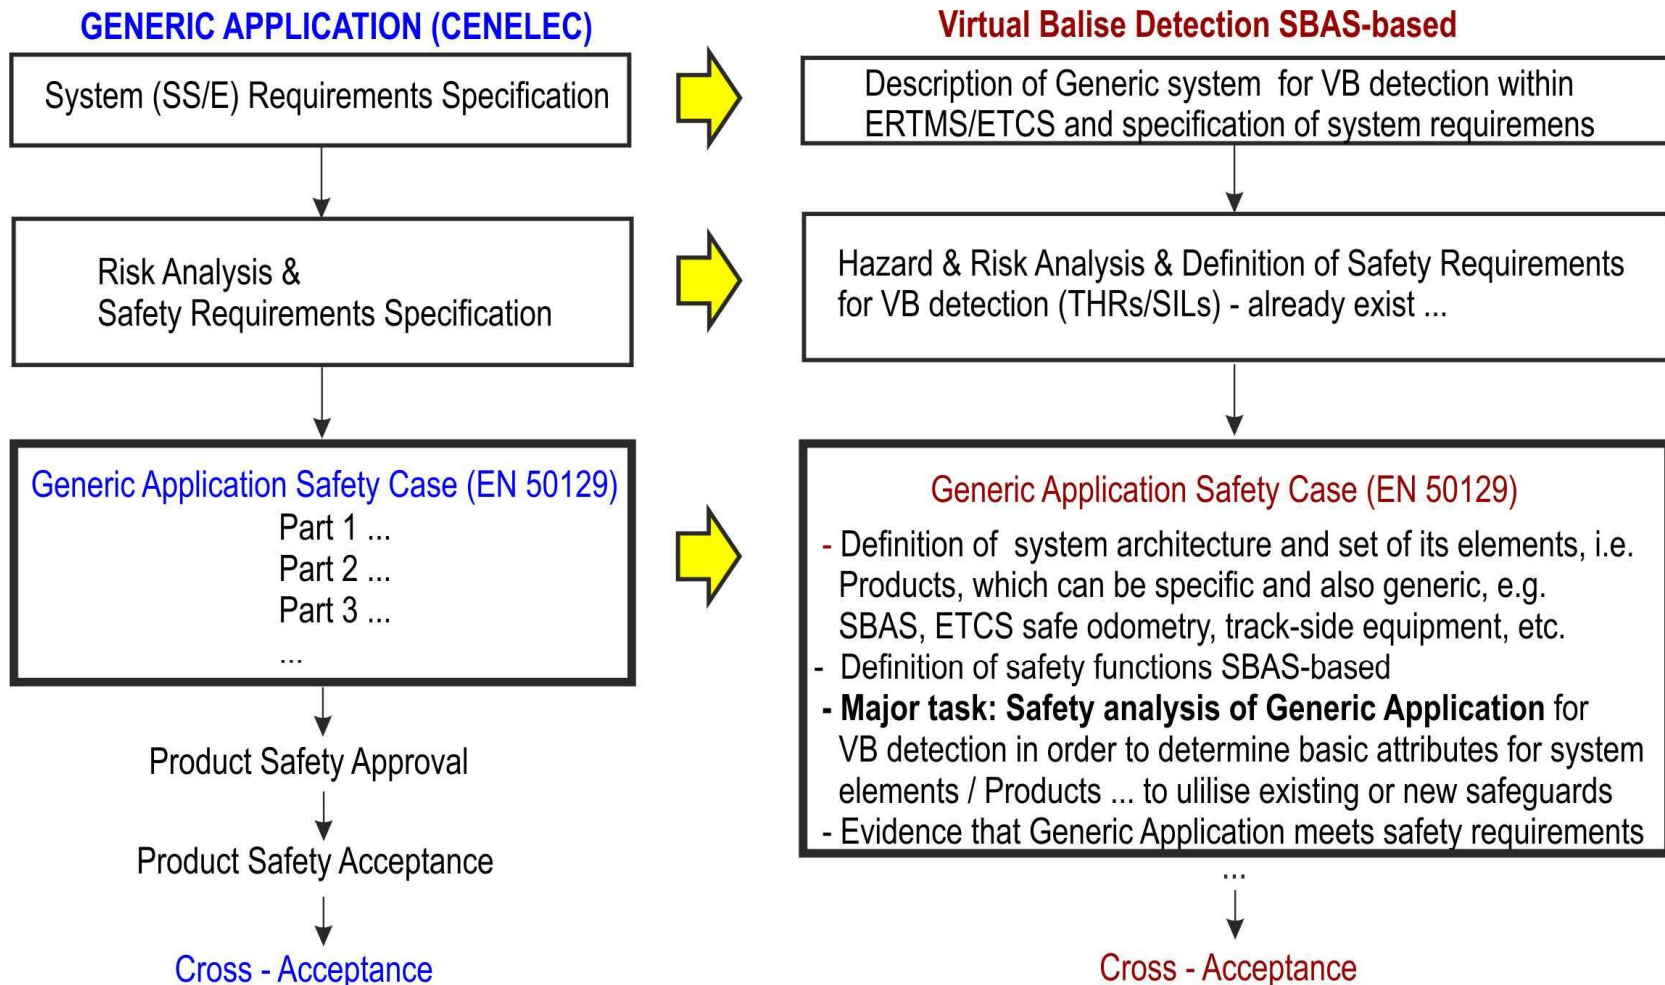 GENERIC APPLICATION (CENELEC)
System (SS/E) Requirements Specification
Risk Analysis &
Safety Requirements Specification
Generic Application Safety Case (EN 50129)
Part 1 ...
Part 2 ...
Part 3 ...
...
Product Safety Approval
Product Safety Acceptance
Cross - Acceptance
Virtual Balise Detection SBAS-based
Description of Generic system for VB detection within
ERTMS/ETCS and specification of system requiremens
Hazard & Risk Analysis & Definition of Safety Requirements
for VB detection (THRs/SILs) - already exist ...
Generic Application Safety Case (EN 50129)
- Definition of system architecture and set of its elements, i.e.
Products, which can be specific and also generic, e.g.
SBAS, ETCS safe odometry, track-side equipment, etc.
- Definition of safety functions SBAS-based
- Major task: Safety analysis of Generic Application for
VB detection in order to determine basic attributes for system
elements / Products ... to ulilise existing or new safeguards
- Evidence that Generic Application meets safety requirements
...
Cross - Acceptance